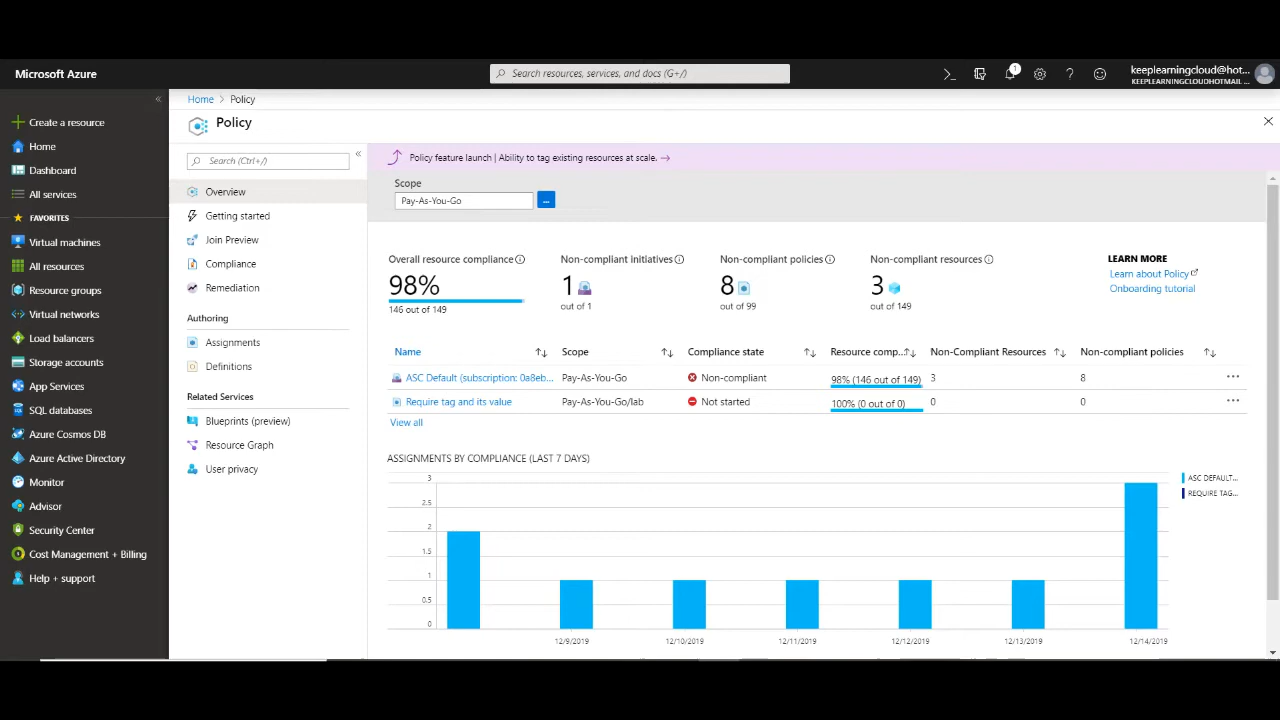 Microsoft Azure
Search resources, services, and docs (G+/)
1
keeplearningcloud@hot...
KEEPLEARNINGCLOUDHOTMAIL ...
Create a resource
Home
Dashboard
All services
FAVORITES
Virtual machines
All resources
Resource groups
Virtual networks
Load balancers
Storage accounts
App Services
SQL databases
Azure Cosmos DB
Azure Active Directory
Monitor
Advisor
Security Center
Cost Management + Billing
Help + support
Home > Policy
Policy
Search (Ctrl+/)
Overview
Getting started
Join Preview
Compliance
Remediation
Authoring
Assignments
Definitions
Related Services
Blueprints (preview)
Resource Graph
User privacy
Policy feature launch | Ability to tag existing resources at scale. →
Scope
Pay-As-You-Go
...
Overall resource compliance
98%
146 out of 149
Non-compliant initiatives
1
out of 1
Non-compliant policies
8
out of 99
Non-compliant resources
3
out of 149
LEARN MORE
Learn about Policy
Onboarding tutorial
Name Scope Compliance state Resource comp... Non-Compliant Resources Non-compliant policies
ASC Default (subscription: 0a8eb... Pay-As-You-Go Non-compliant 98% (146 out of 149) 3 8 ...
Require tag and its value Pay-As-You-Go/lab Not started 100% (0 out of 0) 0 0 ...
View all
ASSIGNMENTS BY COMPLIANCE (LAST 7 DAYS)
3
2.5
2
1.5
1
0.5
0
12/9/2019 12/10/2019 12/11/2019 12/12/2019 12/13/2019 12/14/2019
ASC DEFAULT...
REQUIRE TAG...